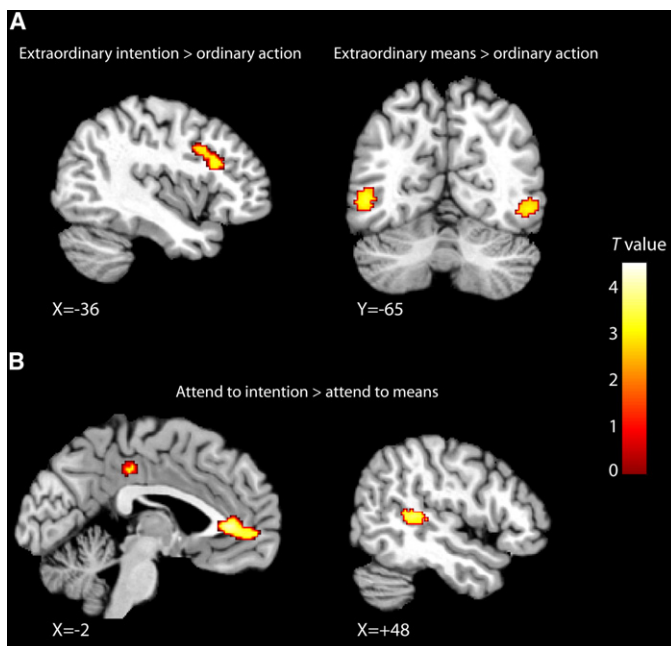 A
Extraordinary intention > ordinary action
Extraordinary means > ordinary action
X=-36
Y=-65
T value
4
3
2
1
0
B
Attend to intention > attend to means
X=-2
X=+48